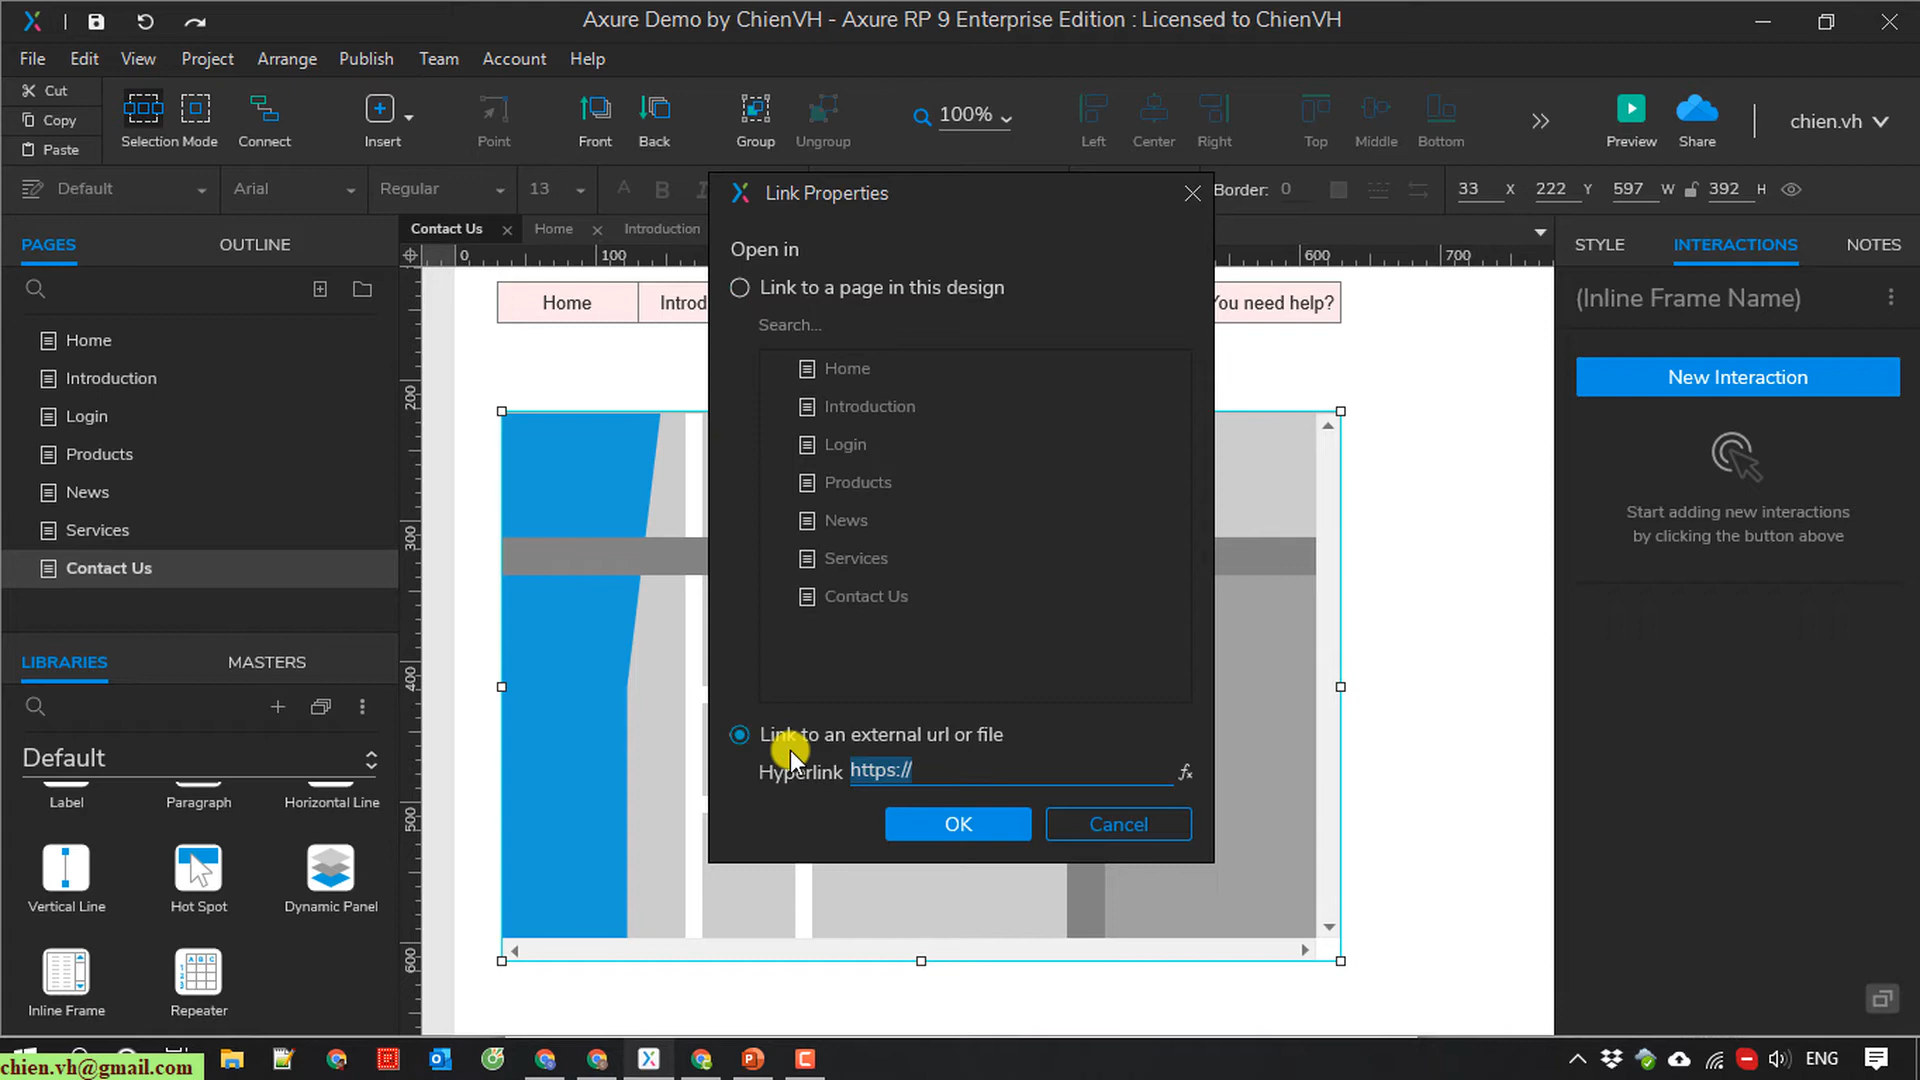 Axure Demo by ChienVH - Axure RP 9 Enterprise Edition : Licensed to ChienVH
File Edit View Project Arrange Publish Team Account Help
Cut
Copy
Paste
Selection Mode
Connect
Insert
Point
Front
Back
Group
Ungroup
100%
Left
Center
Right
Top
Middle
Bottom
Preview
Share
chien.vh
Default
Arial
Regular
13
A
B
I
Border: 0
33 X
222 Y
597 W
392 H
PAGES
OUTLINE
Home
Introduction
Login
Products
News
Services
Contact Us
LIBRARIES
MASTERS
Default
Label
Paragraph
Horizontal Line
Vertical Line
Hot Spot
Dynamic Panel
Inline Frame
Repeater
Contact Us
Home
Introduction
0
100
600
700
200
300
400
500
600
Home
Introd
You need help?
Link Properties
Open in
Link to a page in this design
Search...
Home
Introduction
Login
Products
News
Services
Contact Us
Link to an external url or file
Hyperlink
https://
fx
OK
Cancel
STYLE
INTERACTIONS
NOTES
(Inline Frame Name)
New Interaction
Start adding new interactions
by clicking the button above
chien.vh@gmail.com
ENG